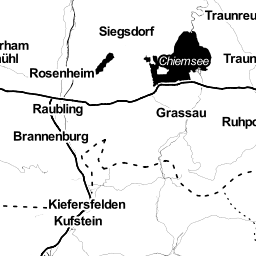 Traunreu
Siegsdorf
rham
ühl
Chiemsee
Traun
Rosenheim
Raubling
Grassau
Ruhpo
Brannenburg
Kiefersfelden
Kufstein